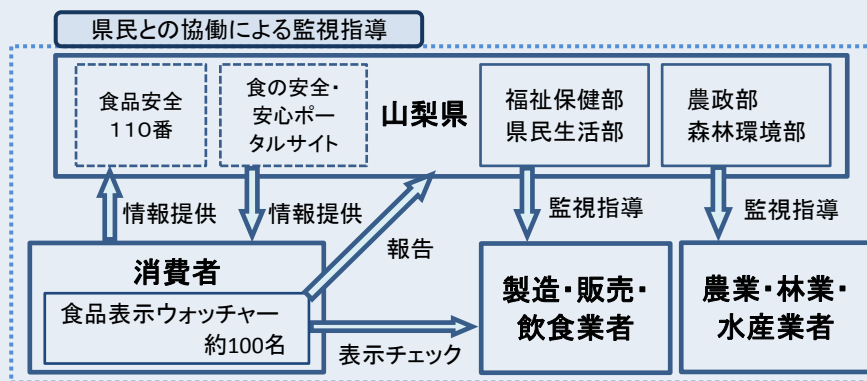 県民との協働による監視指導
食品安全
110番
食の安全・
安心ポー
タルサイト
山梨県
福祉保健部
県民生活部
農政部
森林環境部
情報提供
情報提供
報告
監視指導
監視指導
消費者
食品表示ウォッチャー
約100名
表示チェック
製造・販売・
飲食業者
農業・林業・
水産業者